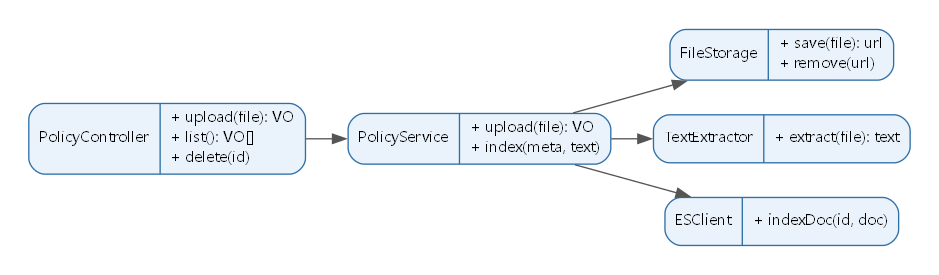 PolicyController
+ upload(file): VO
+ list(): VO[]
+ delete(id)
PolicyService
+ upload(file): VO
+ index(meta, text)
FileStorage
+ save(file): url
+ remove(url)
TextExtractor
+ extract(file): text
ESClient
+ indexDoc(id, doc)